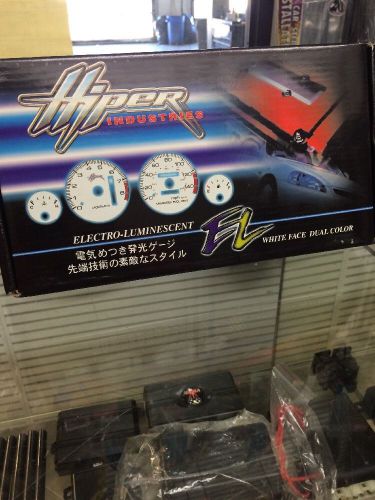 Hiper
INDUSTRIES
ELECTRO-LUMINESCENT
EL
WHITE FACE DUAL COLOR
電気めつき発光ゲージ
先端技術の素敵なスタイル